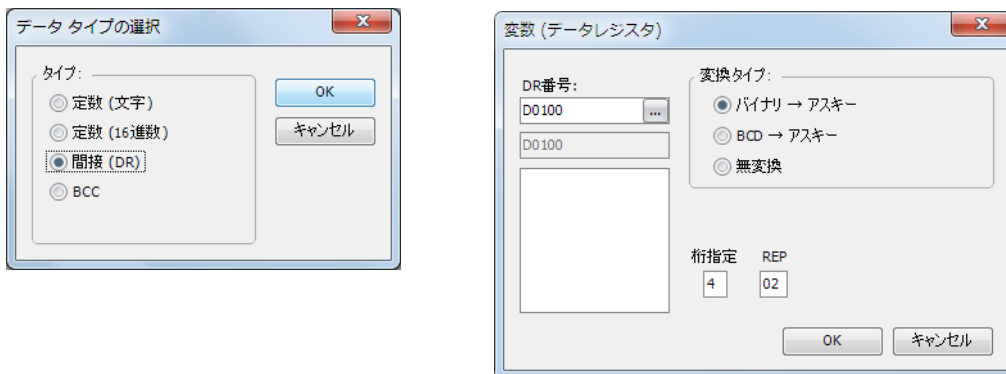 データ タイプの選択
タイプ:
定数 (文字)
定数 (16進数)
間接 (DR)
BCC
OK
キャンセル
変数 (データレジスタ)
DR番号:
D0100
...
D0100
変換タイプ:
バイナリ → アスキー
BCD → アスキー
無変換
桁指定 REP
4 02
OK キャンセル